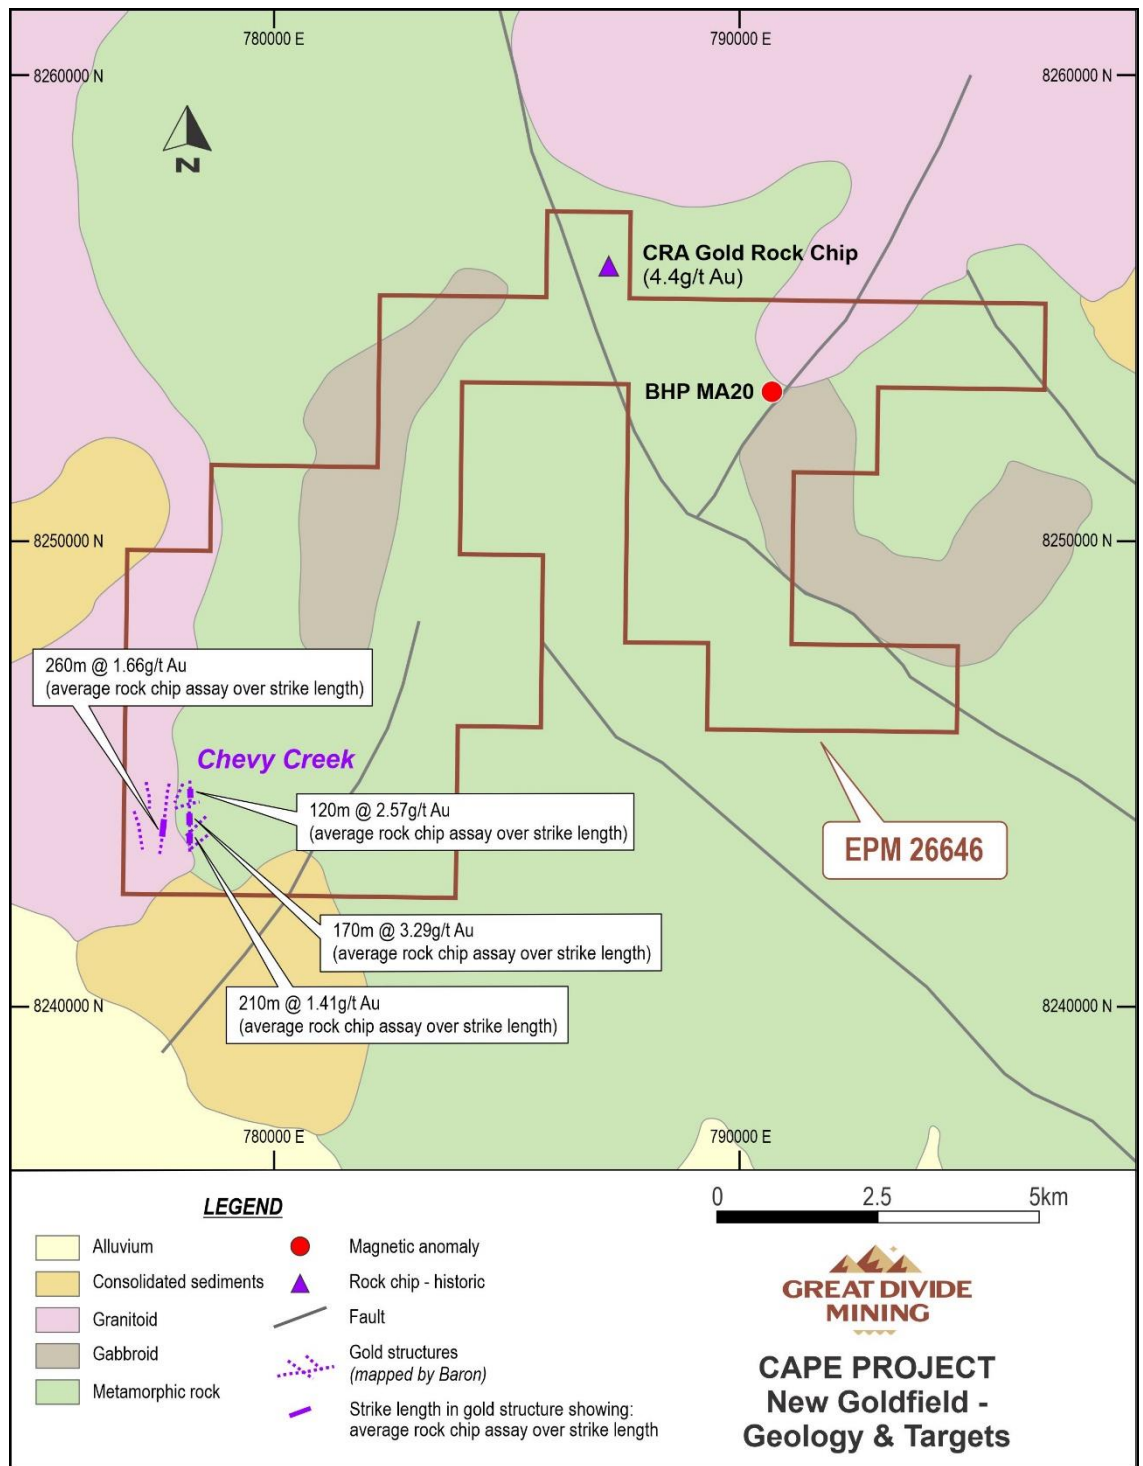 780000 E
790000 E
8260000 N
8260000 N
N
CRA Gold Rock Chip
(4.4g/t Au)
BHP MA20
8250000 N
8250000 N
260m @ 1.66g/t Au
(average rock chip assay over strike length)
Chevy Creek
120m @ 2.57g/t Au
(average rock chip assay over strike length)
EPM 26646
170m @ 3.29g/t Au
(average rock chip assay over strike length)
210m @ 1.41g/t Au
(average rock chip assay over strike length)
8240000 N
8240000 N
780000 E
790000 E
LEGEND
Alluvium
Consolidated sediments
Granitoid
Gabbroid
Metamorphic rock
Magnetic anomaly
Rock chip - historic
Fault
Gold structures
(mapped by Baron)
Strike length in gold structure showing:
average rock chip assay over strike length
0 2.5 5km
GREAT DIVIDE
MINING
CAPE PROJECT
New Goldfield -
Geology & Targets